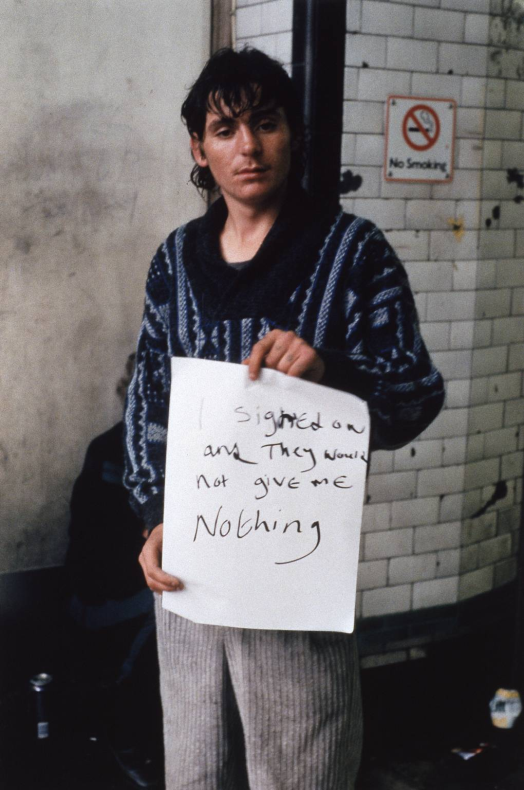 No Smoking
I signed on
and They would
not give me
Nothing